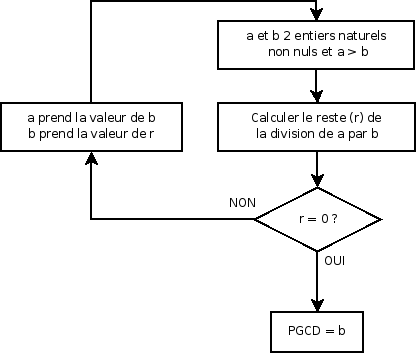 a et b 2 entiers naturels
non nuls et a > b
a prend la valeur de b
b prend la valeur de r
Calculer le reste (r) de
la division de a par b
NON
r = 0 ?
OUI
PGCD = b